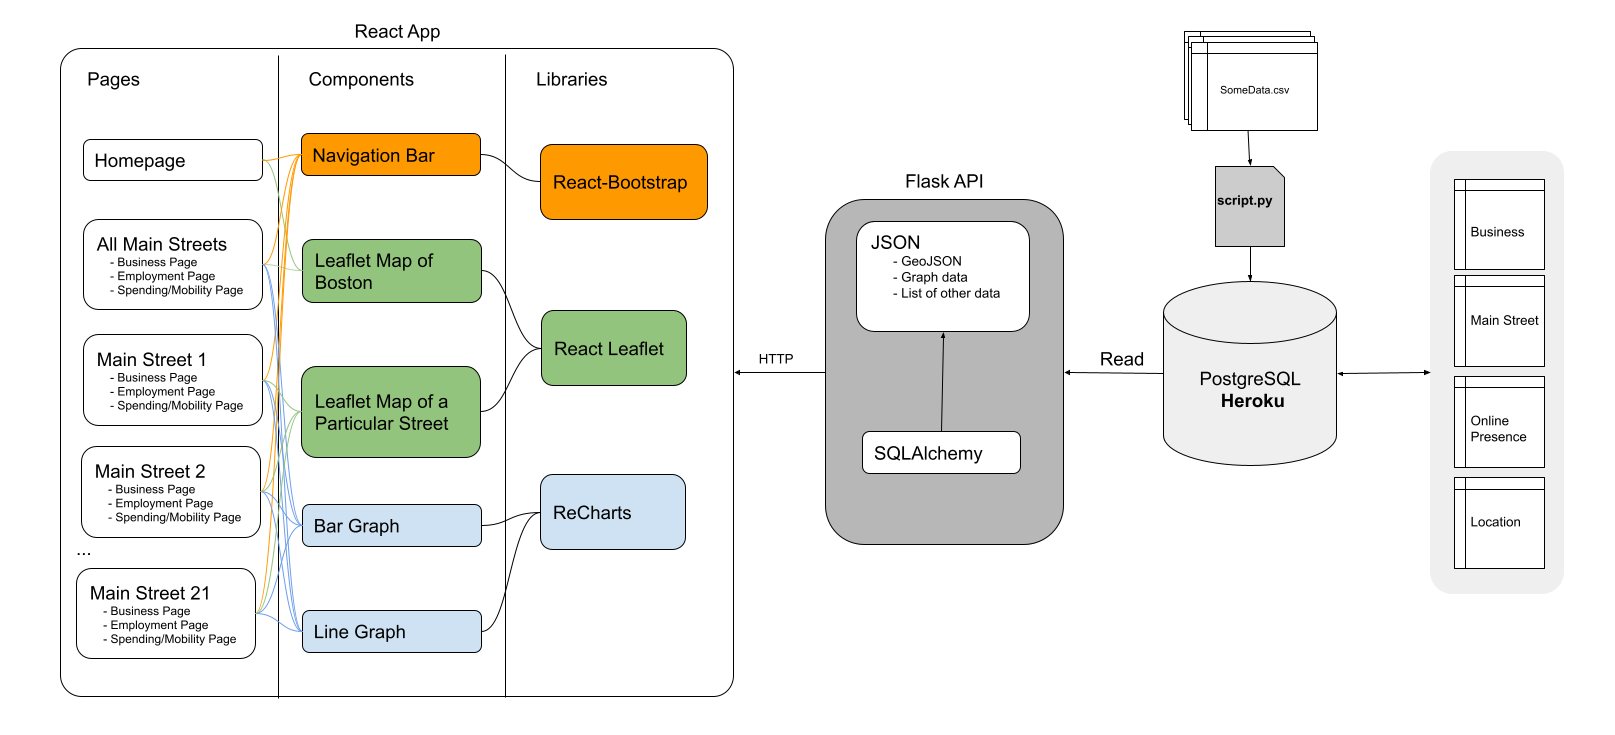 React App
Pages
Components
Libraries
Homepage
All Main Streets
- Business Page
- Employment Page
- Spending/Mobility Page
Main Street 1
- Business Page
- Employment Page
- Spending/Mobility Page
Main Street 2
- Business Page
- Employment Page
- Spending/Mobility Page
...
Main Street 21
- Business Page
- Employment Page
- Spending/Mobility Page
Navigation Bar
Leaflet Map of
Boston
Leaflet Map of a
Particular Street
Bar Graph
Line Graph
React-Bootstrap
React Leaflet
ReCharts
HTTP
Flask API
JSON
- GeoJSON
- Graph data
- List of other data
SQLAlchemy
Read
SomeData.csv
script.py
PostgreSQL
Heroku
Business
Main Street
Online
Presence
Location